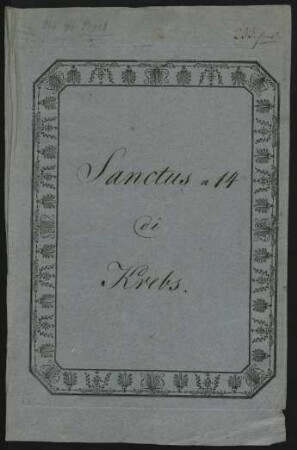 Sanctus a 14
di
Krebs.